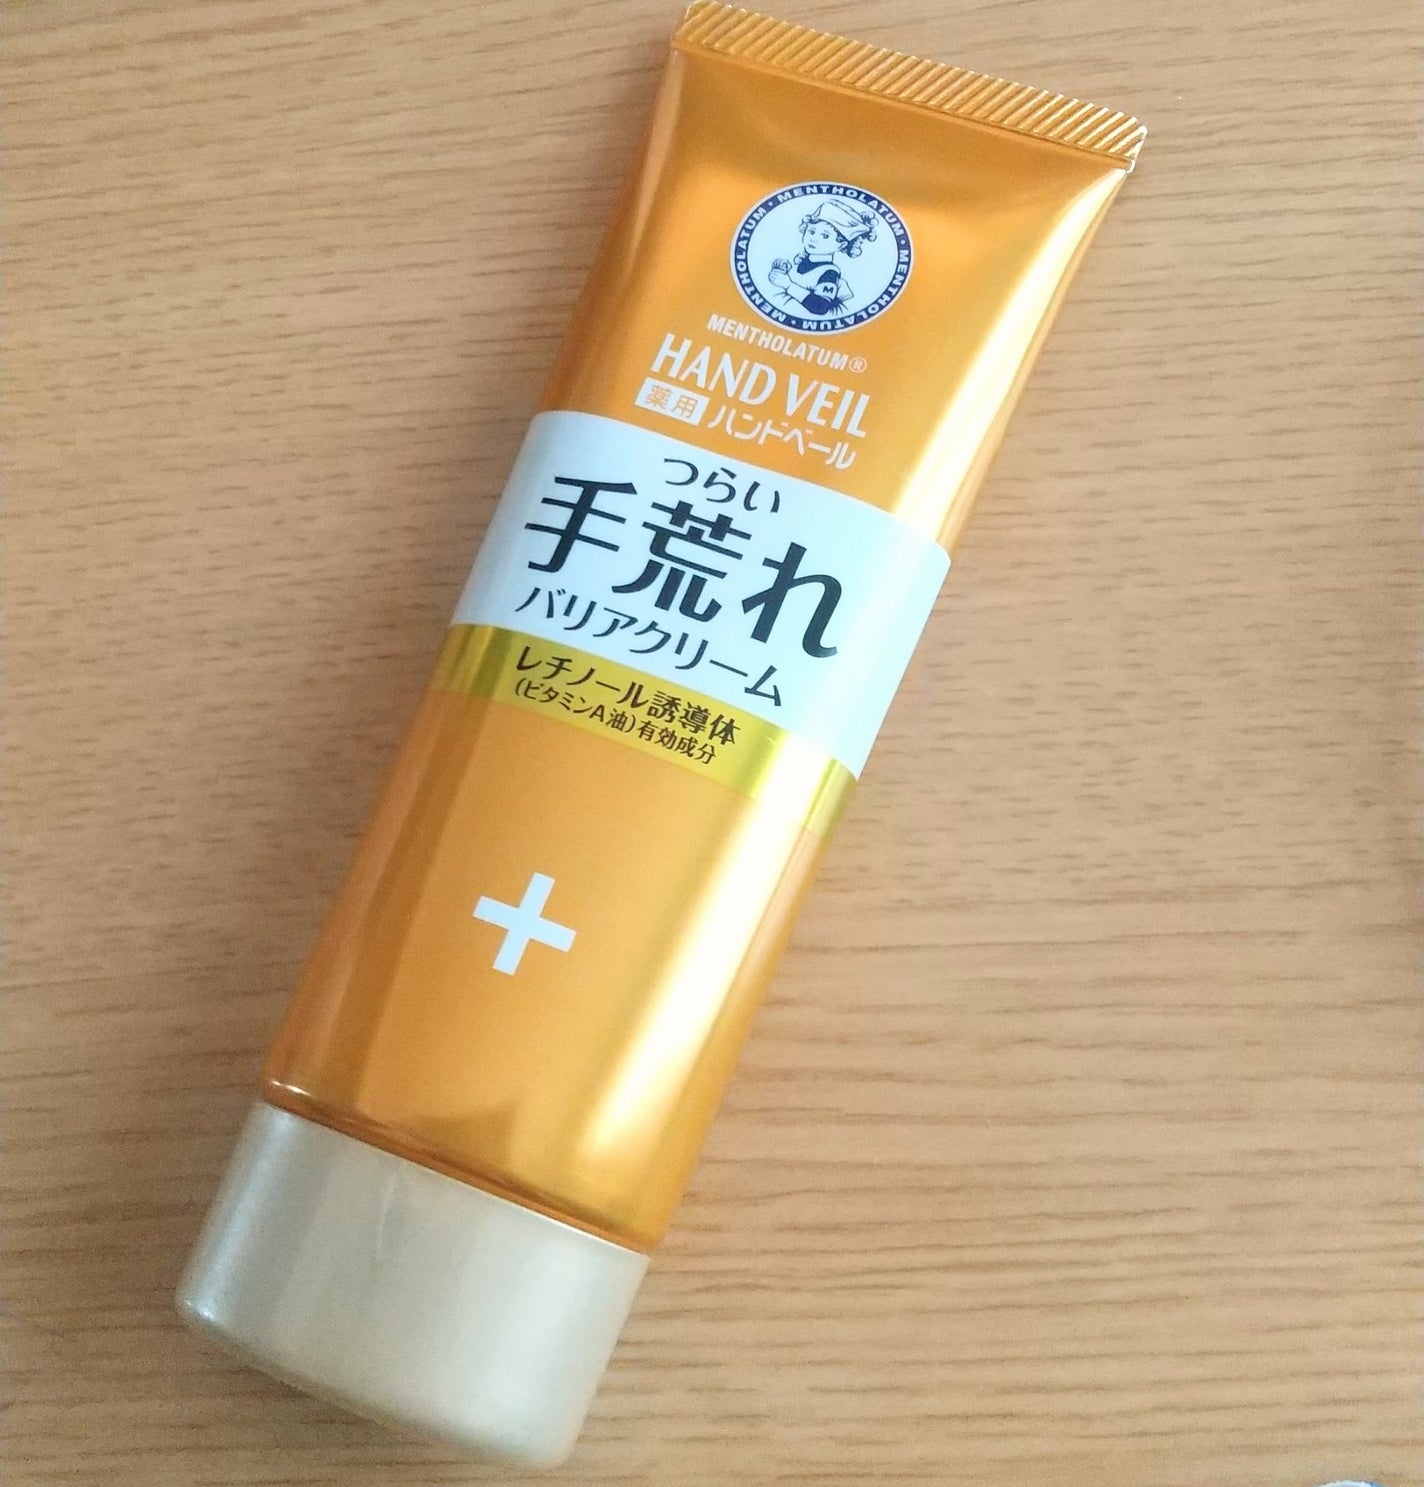 MENTHOLATUM • MENTHOLATUM • MENTHOLATUM • MENTHOLATUM •
M
MENTHOLATUM®
HAND VEIL
薬用 ハンドベール
つらい
手荒れ
バリアクリーム
レチノール誘導体
(ビタミンA油)有効成分